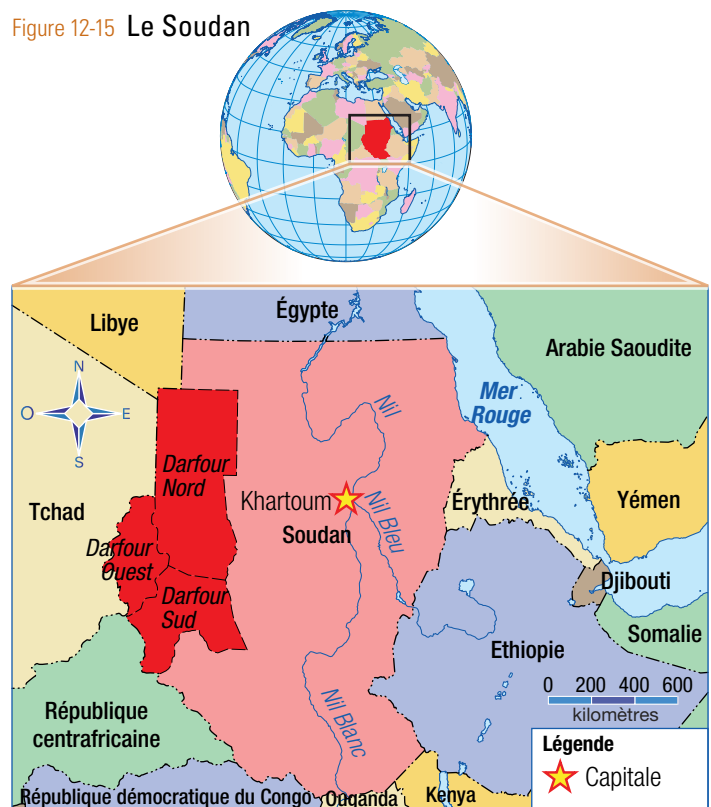 Figure 12-15 Le Soudan
Libye
Égypte
Arabie Saoudite
N
O
E
S
Mer
Rouge
Nil
Darfour
Nord
Tchad
Khartoum
Soudan
Nil Bleu
Érythrée
Yémen
Darfour
Ouest
Darfour
Sud
Djibouti
Somalie
Ethiopie
0 200 400 600
kilomètres
République
centrafricaine
Nil Blanc
Légende
Capitale
République démocratique du Congo
Ouganda
Kenya